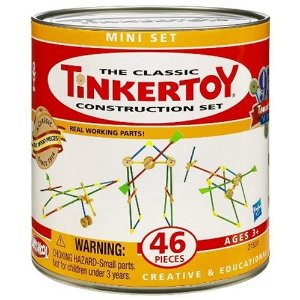 MINI SET
THE CLASSIC
TINKERTOY
CONSTRUCTION SET
REAL WORKING PARTS!
WARNING:
CHOKING HAZARD-Small parts.
Not for children under 3 years.
46
PIECES
AGES 3+
CREATIVE & EDUCATIONAL